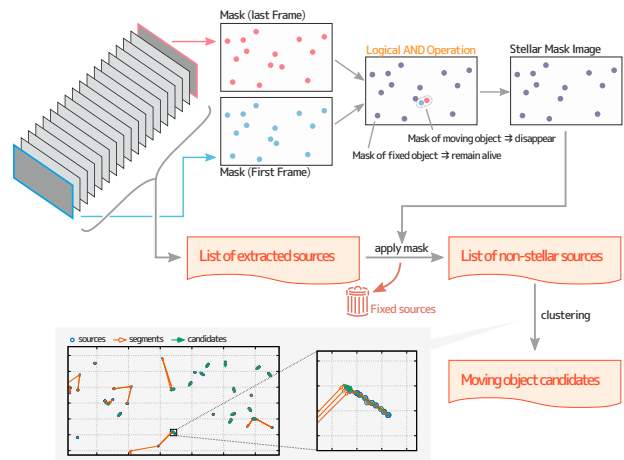 Mask (last Frame)
Logical AND Operation
Stellar Mask Image
Mask of moving object ⇉ disappear
Mask of fixed object ⇉ remain alive
Mask (First Frame)
List of extracted sources
apply mask
List of non-stellar sources
Fixed sources
clustering
sources
segments
candidates
Moving object candidates